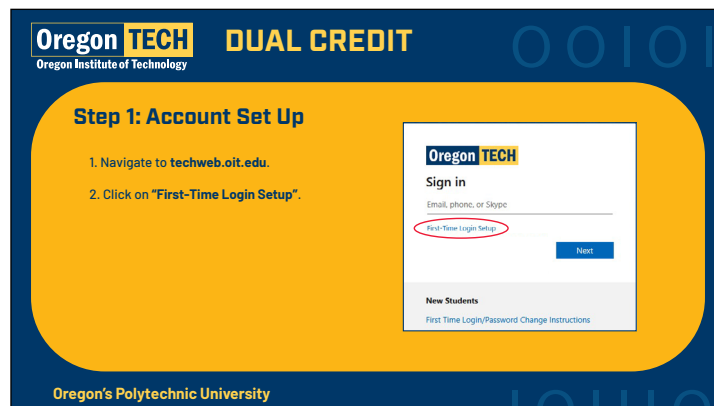 Oregon TECH
Oregon Institute of Technology
DUAL CREDIT
00101
Step 1: Account Set Up
1. Navigate to techweb.oit.edu.
2. Click on "First-Time Login Setup".
Oregon TECH
Sign in
Email, phone, or Skype
First-Time Login Setup
Next
New Students
First Time Login/Password Change Instructions
Oregon's Polytechnic University